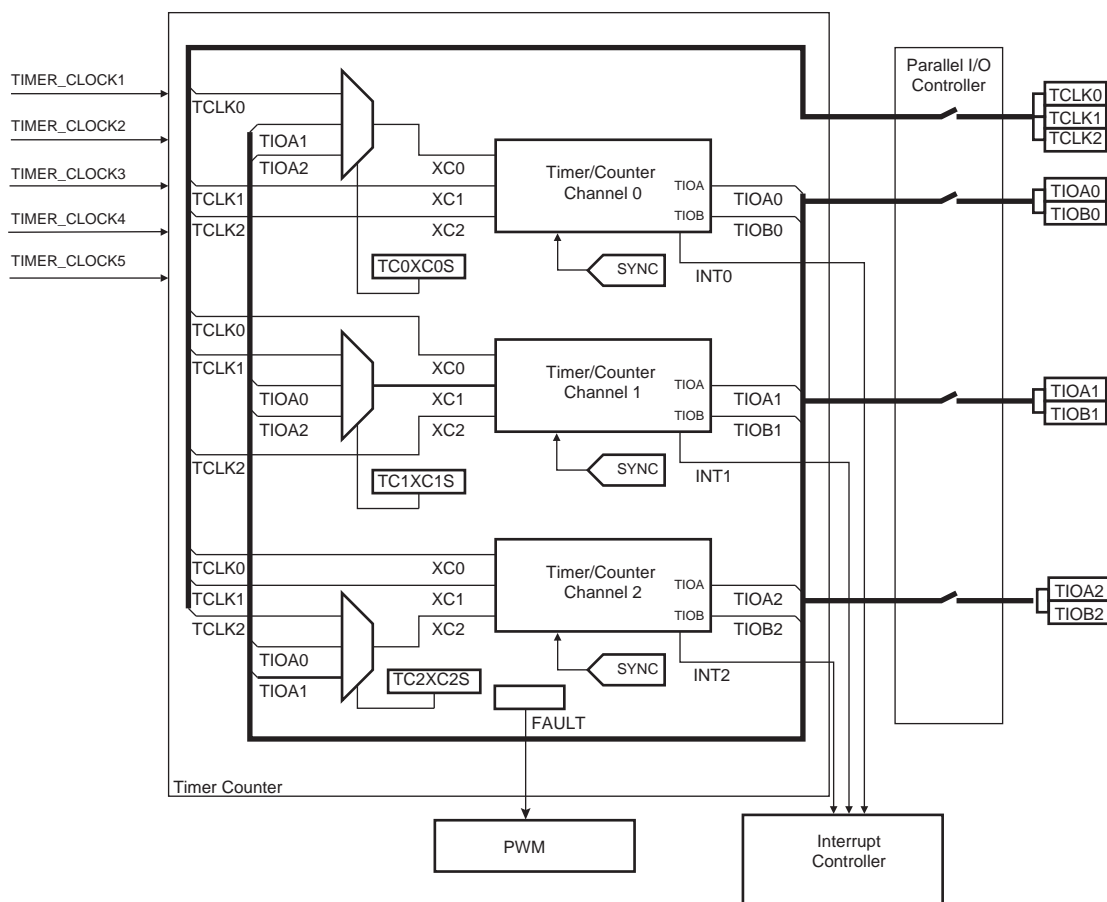 TIMER_CLOCK1
TIMER_CLOCK2
TIMER_CLOCK3
TIMER_CLOCK4
TIMER_CLOCK5
TCLK0
TIOA1
TIOA2
TCLK1
TCLK2
XC0
XC1
XC2
TC0XC0S
Timer/Counter
Channel 0
TIOA
TIOB
TIOA0
TIOB0
SYNC
INT0
TCLK0
TCLK1
TIOA0
TIOA2
TCLK2
XC0
XC1
XC2
TC1XC1S
Timer/Counter
Channel 1
TIOA
TIOB
TIOA1
TIOB1
SYNC
INT1
TCLK0
TCLK1
TCLK2
TIOA0
TIOA1
XC0
XC1
XC2
TC2XC2S
Timer/Counter
Channel 2
TIOA
TIOB
TIOA2
TIOB2
SYNC
INT2
FAULT
Timer Counter
PWM
Interrupt
Controller
Parallel I/O
Controller
TCLK0
TCLK1
TCLK2
TIOA0
TIOB0
TIOA1
TIOB1
TIOA2
TIOB2